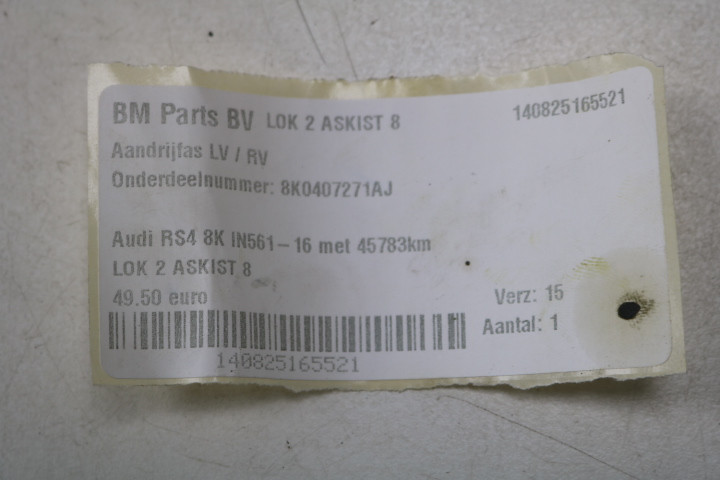 BM Parts BV LOK 2 ASKIST 8 140825165521
Aandrijfas LV / RV
Onderdeelnummer: 8K0407271AJ
Audi RS4 8K IN561-16 met 45783km
LOK 2 ASKIST 8
49.50 euro Verz: 15
Aantal: 1
140825165521